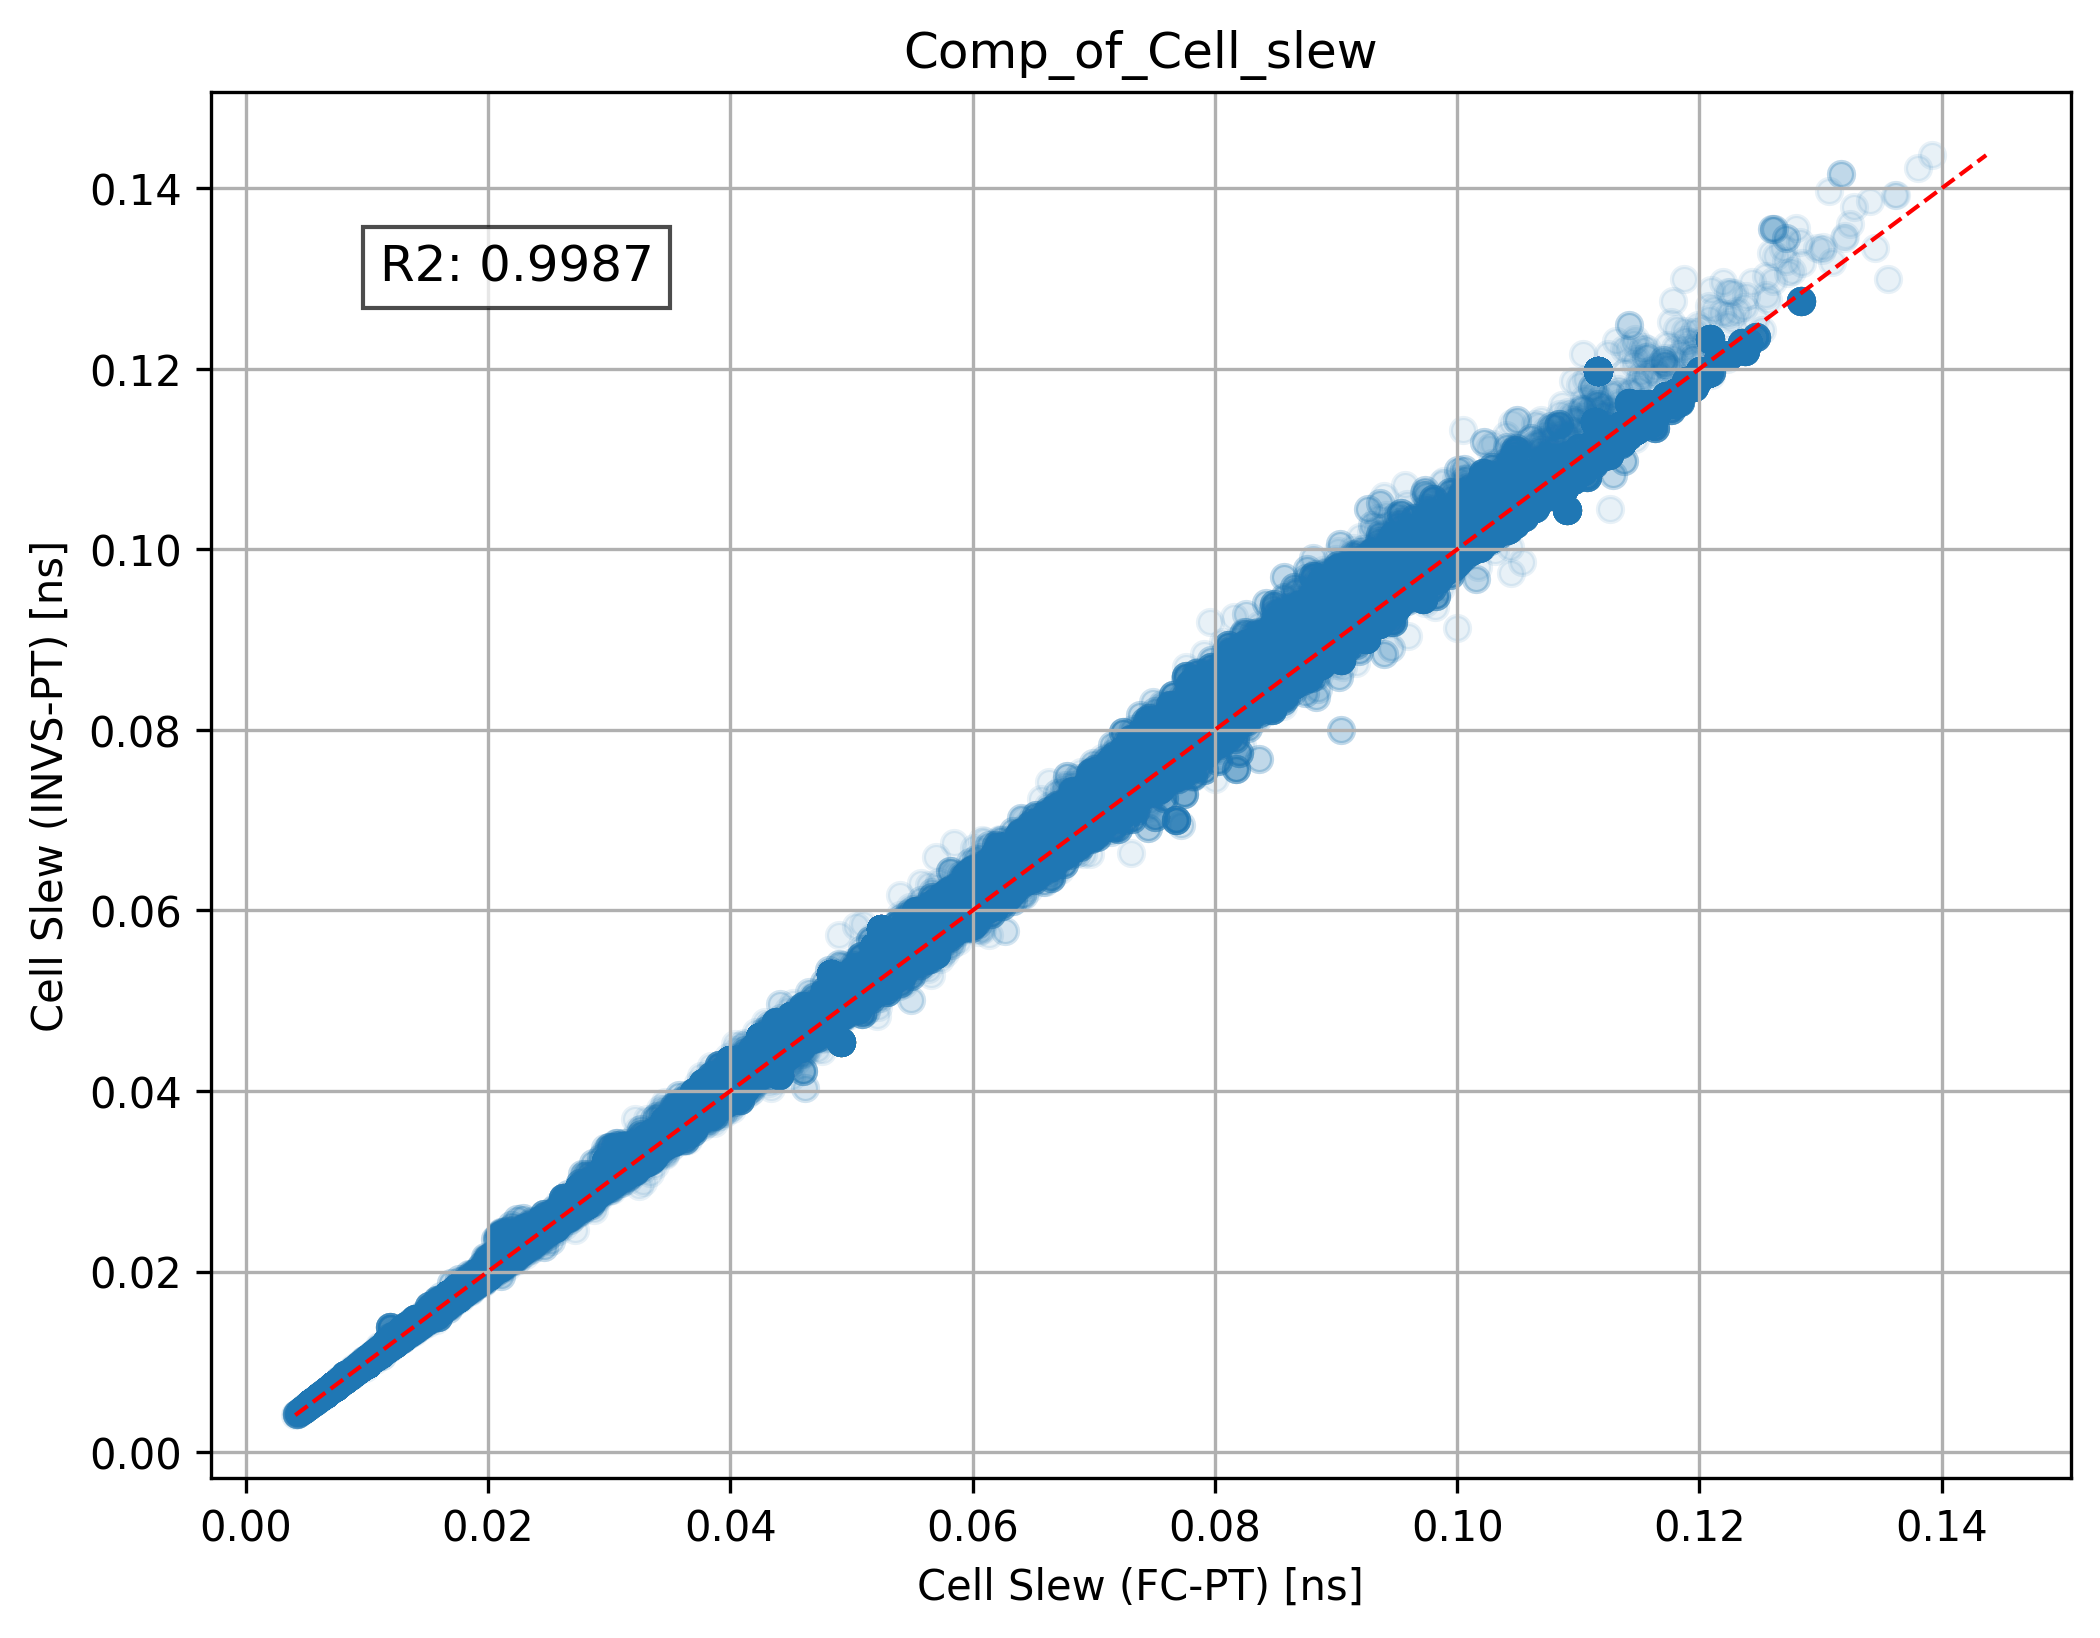 Comp_of_Cell_slew
R2: 0.9987
Cell Slew (INVS-PT) [ns]
0.14
0.12
0.10
0.08
0.06
0.04
0.02
0.00
0.00 0.02 0.04 0.06 0.08 0.10 0.12 0.14
Cell Slew (FC-PT) [ns]